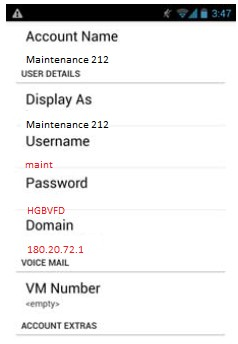 3:47
Account Name
Maintenance 212
USER DETAILS
Display As
Maintenance 212
Username
maint
Password
HGBVFD
Domain
180.20.72.1
VOICE MAIL
VM Number
<empty>
ACCOUNT EXTRAS